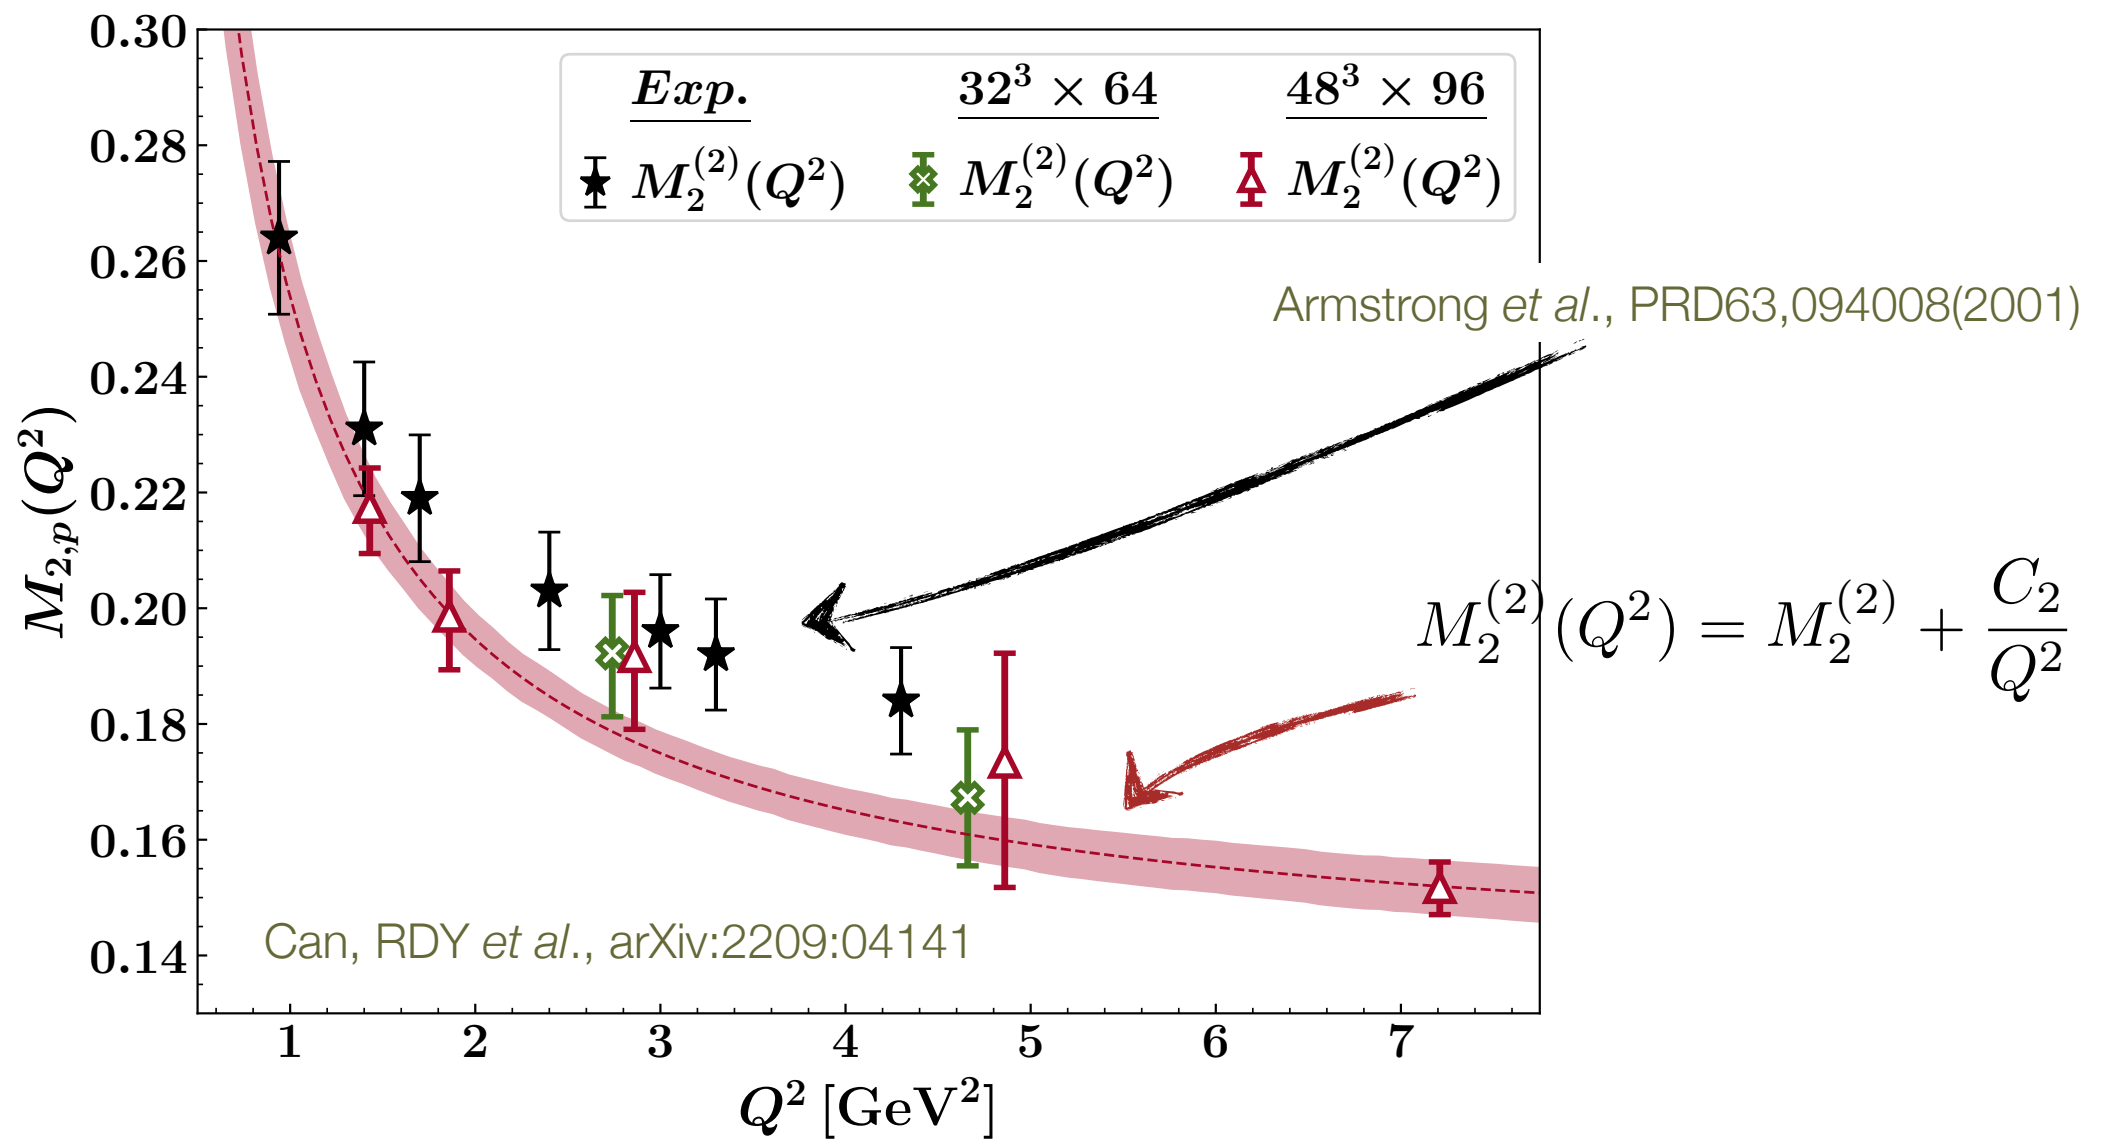 0.30
0.28
0.26
0.24
0.22
0.20
0.18
0.16
0.14
M₂,ₚ(Q²)
Exp. 32³ × 64 48³ × 96
M₂⁽²⁾(Q²) M₂⁽²⁾(Q²) M₂⁽²⁾(Q²)
Armstrong et al., PRD63,094008(2001)
M₂⁽²⁾(Q²) = M₂⁽²⁾ + C₂/Q²
Can, RDY et al., arXiv:2209:04141
1 2 3 4 5 6 7
Q² [GeV²]